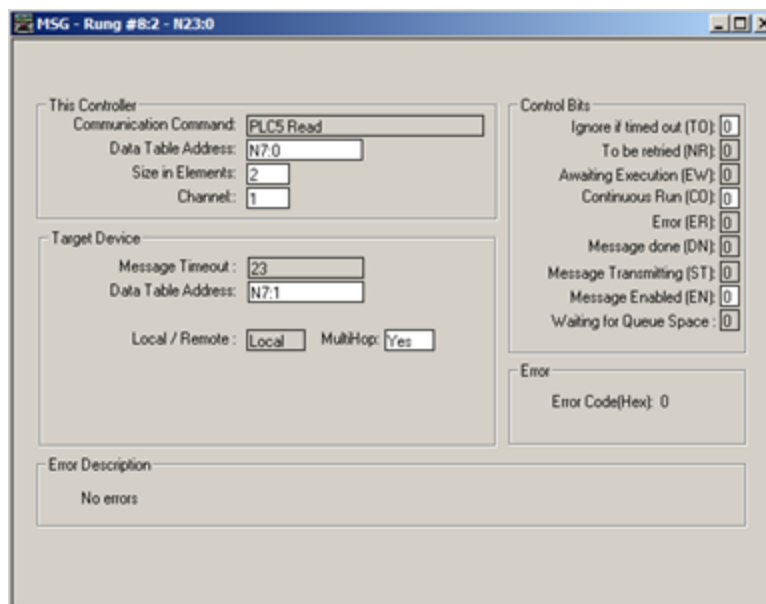 MSG - Rung #8:2 - N23:0
This Controller
Communication Command: PLC5 Read
Data Table Address: N7:0
Size in Elements: 2
Channel:: 1
Target Device
Message Timeout : 23
Data Table Address: N7:1
Local / Remote : Local MultiHop: Yes
Control Bits
Ignore if timed out (TO): 0
To be retried (NR): 0
Awaiting Execution (EW): 0
Continuous Run (CO): 0
Error (ER): 0
Message done (DN): 0
Message Transmitting (ST): 0
Message Enabled (EN): 0
Waiting for Queue Space : 0
Error
Error Code(Hex): 0
Error Description
No errors